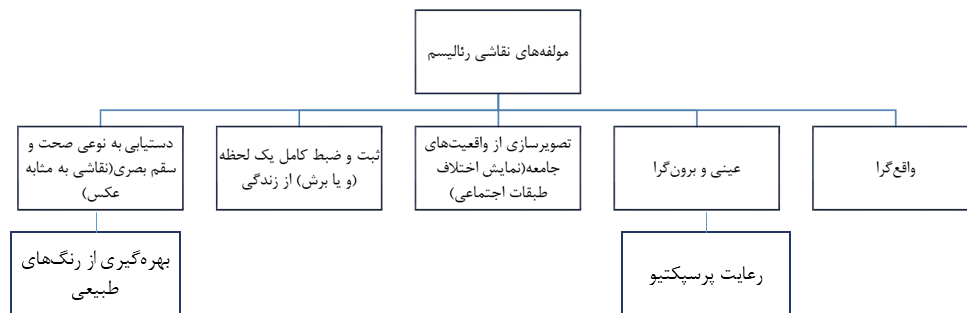 مولفه‌های نقاشی رئالیسم
واقع‌گرا
عینی و برون‌گرا
تصویرسازی از واقعیت‌های
جامعه(نمایش اختلاف
طبقات اجتماعی)
ثبت و ضبط کامل یک لحظه
(و یا برش) از زندگی
دستیابی به نوعی صحت و
سقم بصری(نقاشی به مثابه
عکس)
رعایت پرسپکتیو
بهره‌گیری از رنگ‌های
طبیعی